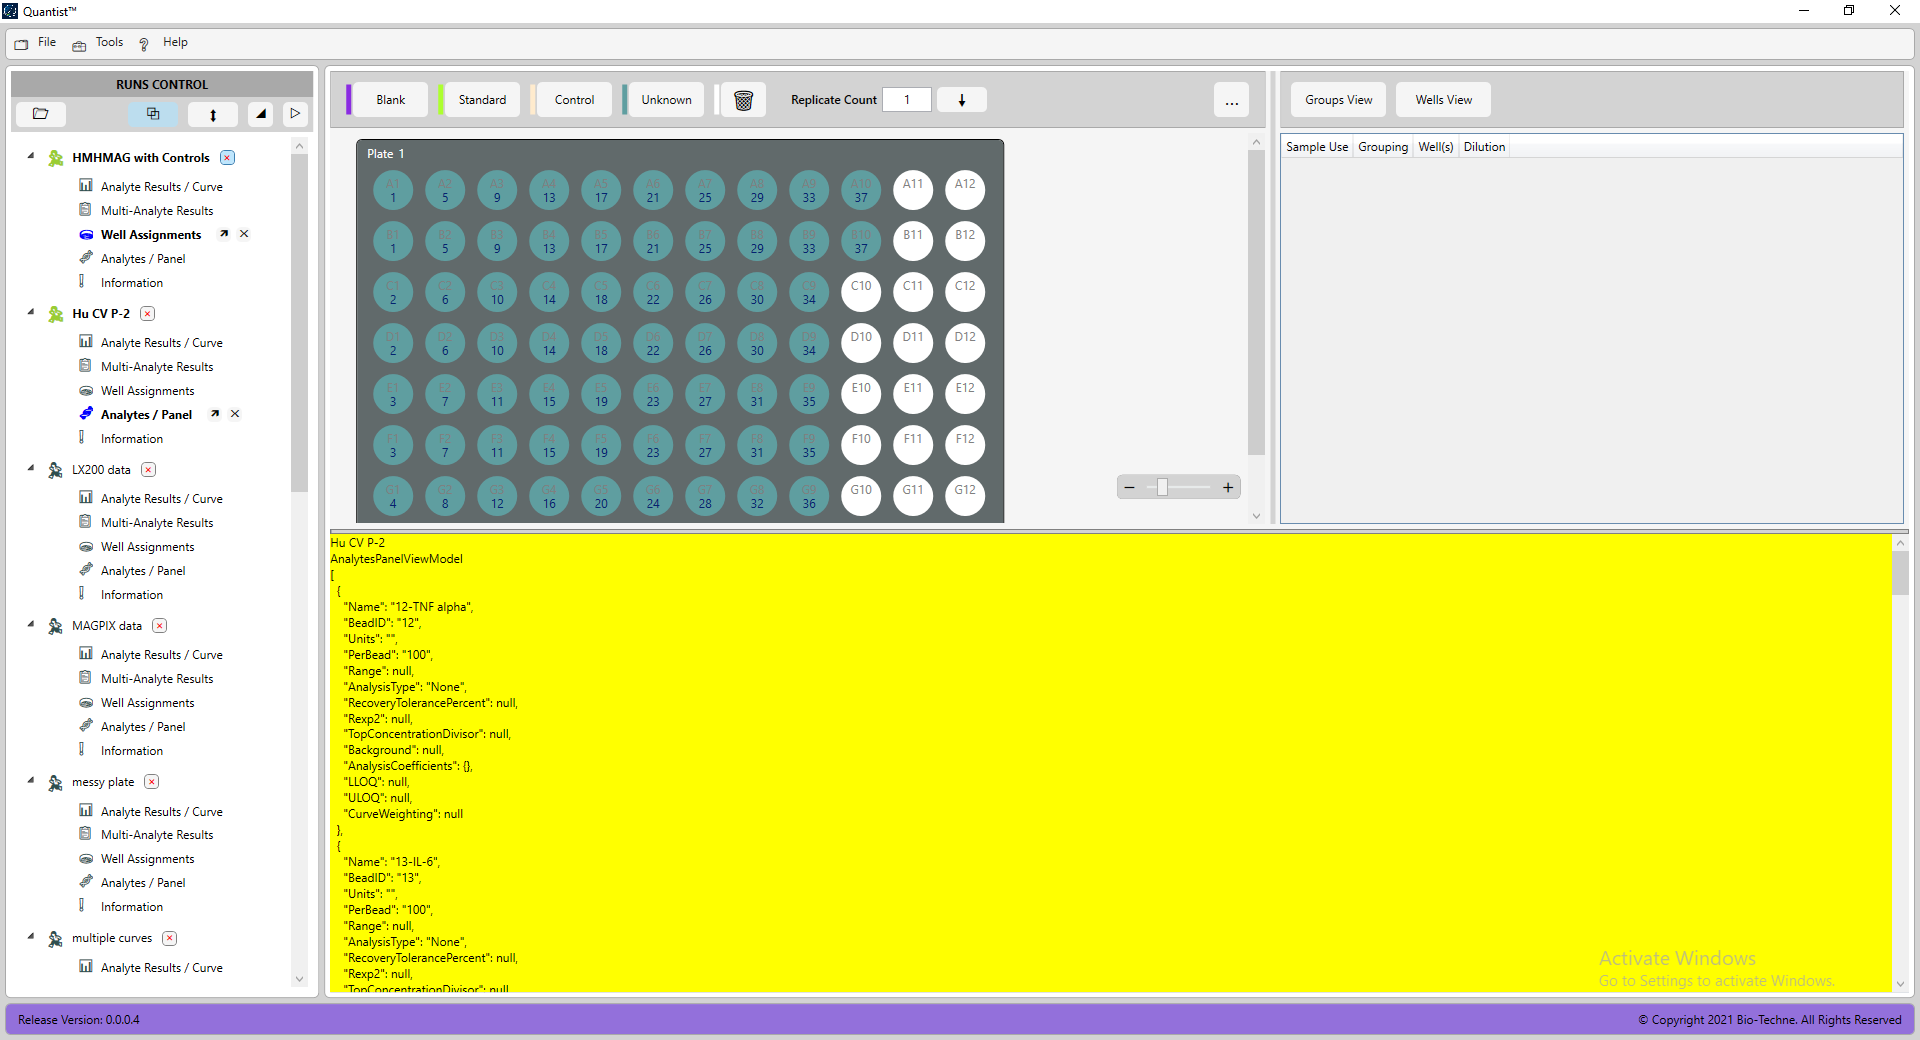 Quantist™
File Tools Help
RUNS CONTROL
HMHMAG with Controls
Analyte Results / Curve
Multi-Analyte Results
Well Assignments
Analytes / Panel
Information
Hu CV P-2
Analyte Results / Curve
Multi-Analyte Results
Well Assignments
Analytes / Panel
Information
LX200 data
Analyte Results / Curve
Multi-Analyte Results
Well Assignments
Analytes / Panel
Information
MAGPIX data
Analyte Results / Curve
Multi-Analyte Results
Well Assignments
Analytes / Panel
Information
messy plate
Analyte Results / Curve
Multi-Analyte Results
Well Assignments
Analytes / Panel
Information
multiple curves
Analyte Results / Curve
Blank Standard Control Unknown Replicate Count 1 ...
Plate 1
A1 A2 A3 A4 A5 A6 A7 A8 A9 A10 A11 A12
1 5 9 13 17 21 25 29 33 37
B1 B2 B3 B4 B5 B6 B7 B8 B9 B10 B11 B12
1 5 9 13 17 21 25 29 33 37
C1 C2 C3 C4 C5 C6 C7 C8 C9 C10 C11 C12
2 6 10 14 18 22 26 30 34
D1 D2 D3 D4 D5 D6 D7 D8 D9 D10 D11 D12
2 6 10 14 18 22 26 30 34
E1 E2 E3 E4 E5 E6 E7 E8 E9 E10 E11 E12
3 7 11 15 19 23 27 31 35
F1 F2 F3 F4 F5 F6 F7 F8 F9 F10 F11 F12
3 7 11 15 19 23 27 31 35
G1 G2 G3 G4 G5 G6 G7 G8 G9 G10 G11 G12
4 8 12 16 20 24 28 32 36
Groups View Wells View
Sample Use Grouping Well(s) Dilution
Hu CV P-2
AnalytesPanelViewModel
[
{
"Name": "12-TNF alpha",
"BeadID": "12",
"Units": "",
"PerBead": "100",
"Range": null,
"AnalysisType": "None",
"RecoveryTolerancePercent": null,
"Rexp2": null,
"TopConcentrationDivisor": null,
"Background": null,
"AnalysisCoefficients": {},
"LLOQ": null,
"ULOQ": null,
"CurveWeighting": null
},
{
"Name": "13-IL-6",
"BeadID": "13",
"Units": "",
"PerBead": "100",
"Range": null,
"AnalysisType": "None",
"RecoveryTolerancePercent": null,
"Rexp2": null,
"TopConcentrationDivisor": null
Activate Windows
Go to Settings to activate Windows.
Release Version: 0.0.0.4
© Copyright 2021 Bio-Techne. All Rights Reserved